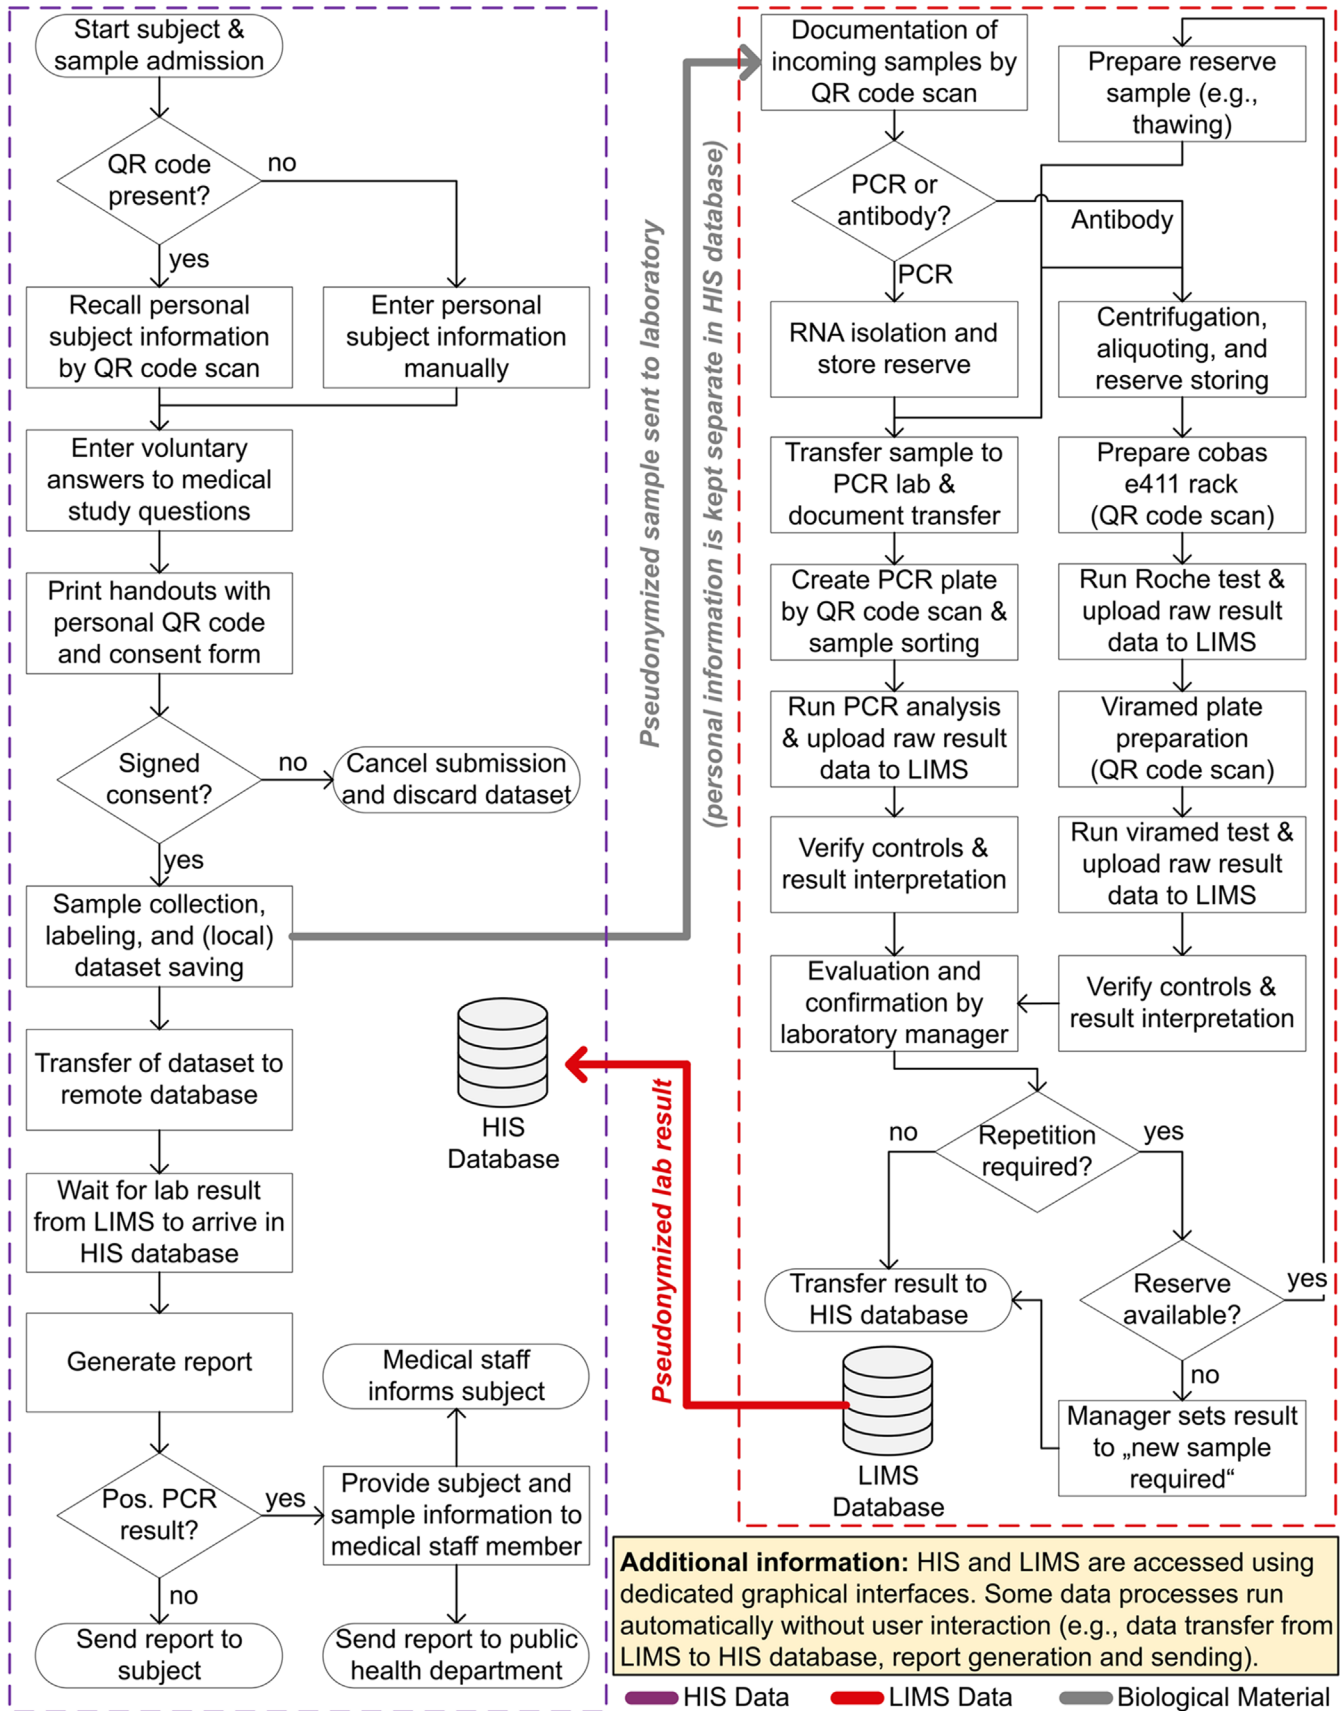 Start subject &
sample admission
QR code
present?
no
yes
Recall personal
subject information
by QR code scan
Enter personal
subject information
manually
Enter voluntary
answers to medical
study questions
Print handouts with
personal QR code
and consent form
Signed
consent?
no
Cancel submission
and discard dataset
yes
Sample collection,
labeling, and (local)
dataset saving
Transfer of dataset to
remote database
HIS
Database
Wait for lab result
from LIMS to arrive in
HIS database
Generate report
Medical staff
informs subject
Pos. PCR
result?
yes
Provide subject and
sample information to
medical staff member
no
Send report to
subject
Send report to public
health department
Pseudonymized sample sent to laboratory
(personal information is kept separate in HIS database)
Pseudonymized lab result
Documentation of
incoming samples by
QR code scan
Prepare reserve
sample (e.g.,
thawing)
PCR or
antibody?
Antibody
PCR
RNA isolation and
store reserve
Centrifugation,
aliquoting, and
reserve storing
Transfer sample to
PCR lab &
document transfer
Prepare cobas
e411 rack
(QR code scan)
Create PCR plate
by QR code scan &
sample sorting
Run Roche test &
upload raw result
data to LIMS
Run PCR analysis
& upload raw result
data to LIMS
Viramed plate
preparation
(QR code scan)
Verify controls &
result interpretation
Run viramed test &
upload raw result
data to LIMS
Evaluation and
confirmation by
laboratory manager
Verify controls &
result interpretation
no
Repetition
required?
yes
Transfer result to
HIS database
Reserve
available?
yes
no
Manager sets result
to „new sample
required“
LIMS
Database
Additional information: HIS and LIMS are accessed using
dedicated graphical interfaces. Some data processes run
automatically without user interaction (e.g., data transfer from
LIMS to HIS database, report generation and sending).
HIS Data
LIMS Data
Biological Material